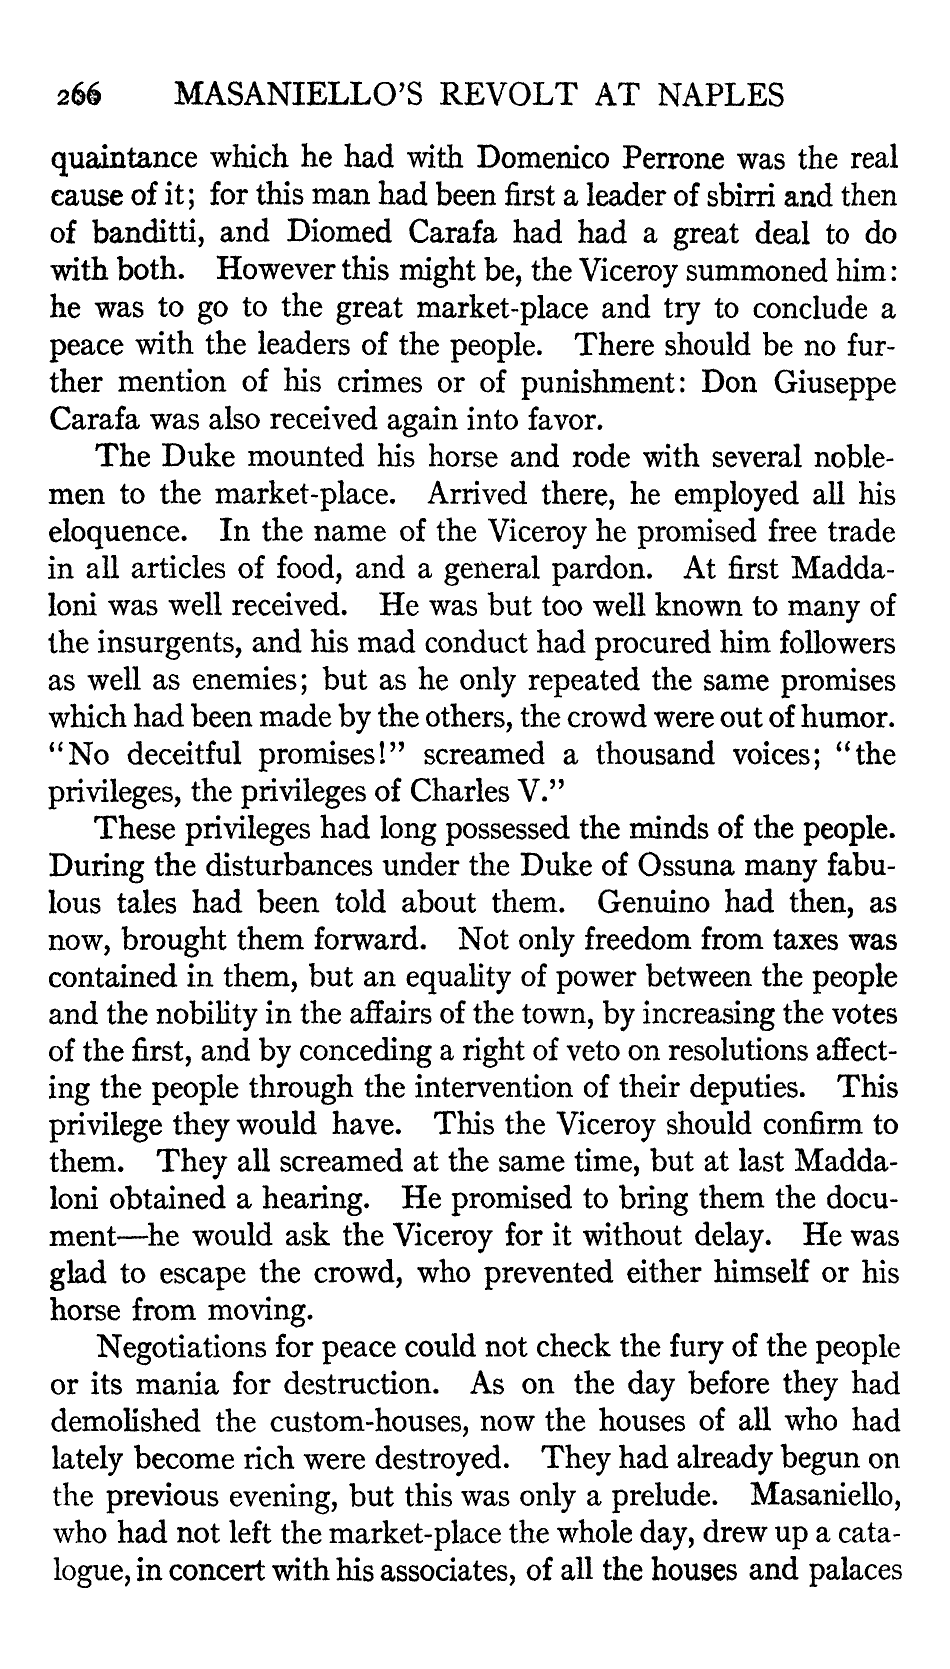 266 MASANIELLO'S REVOLT AT NAPLES
quaintance which he had with Domenico Perrone was the real
cause of it; for this man had been first a leader of sbirri and then
of banditti, and Diomed Carafa had had a great deal to do
with both. However this might be, the Viceroy summoned him:
he was to go to the great market-place and try to conclude a
peace with the leaders of the people. There should be no fur-
ther mention of his crimes or of punishment: Don Giuseppe
Carafa was also received again into favor.
The Duke mounted his horse and rode with several noble-
men to the market-place. Arrived there, he employed all his
eloquence. In the name of the Viceroy he promised free trade
in all articles of food, and a general pardon. At first Madda-
loni was well received. He was but too well known to many of
the insurgents, and his mad conduct had procured him followers
as well as enemies; but as he only repeated the same promises
which had been made by the others, the crowd were out of humor.
"No deceitful promises!" screamed a thousand voices; "the
privileges, the privileges of Charles V."
These privileges had long possessed the minds of the people.
During the disturbances under the Duke of Ossuna many fabu-
lous tales had been told about them. Genuino had then, as
now, brought them forward. Not only freedom from taxes was
contained in them, but an equality of power between the people
and the nobility in the affairs of the town, by increasing the votes
of the first, and by conceding a right of veto on resolutions affect-
ing the people through the intervention of their deputies. This
privilege they would have. This the Viceroy should confirm to
them. They all screamed at the same time, but at last Madda-
loni obtained a hearing. He promised to bring them the docu-
ment—he would ask the Viceroy for it without delay. He was
glad to escape the crowd, who prevented either himself or his
horse from moving.
Negotiations for peace could not check the fury of the people
or its mania for destruction. As on the day before they had
demolished the custom-houses, now the houses of all who had
lately become rich were destroyed. They had already begun on
the previous evening, but this was only a prelude. Masaniello,
who had not left the market-place the whole day, drew up a cata-
logue, in concert with his associates, of all the houses and palaces